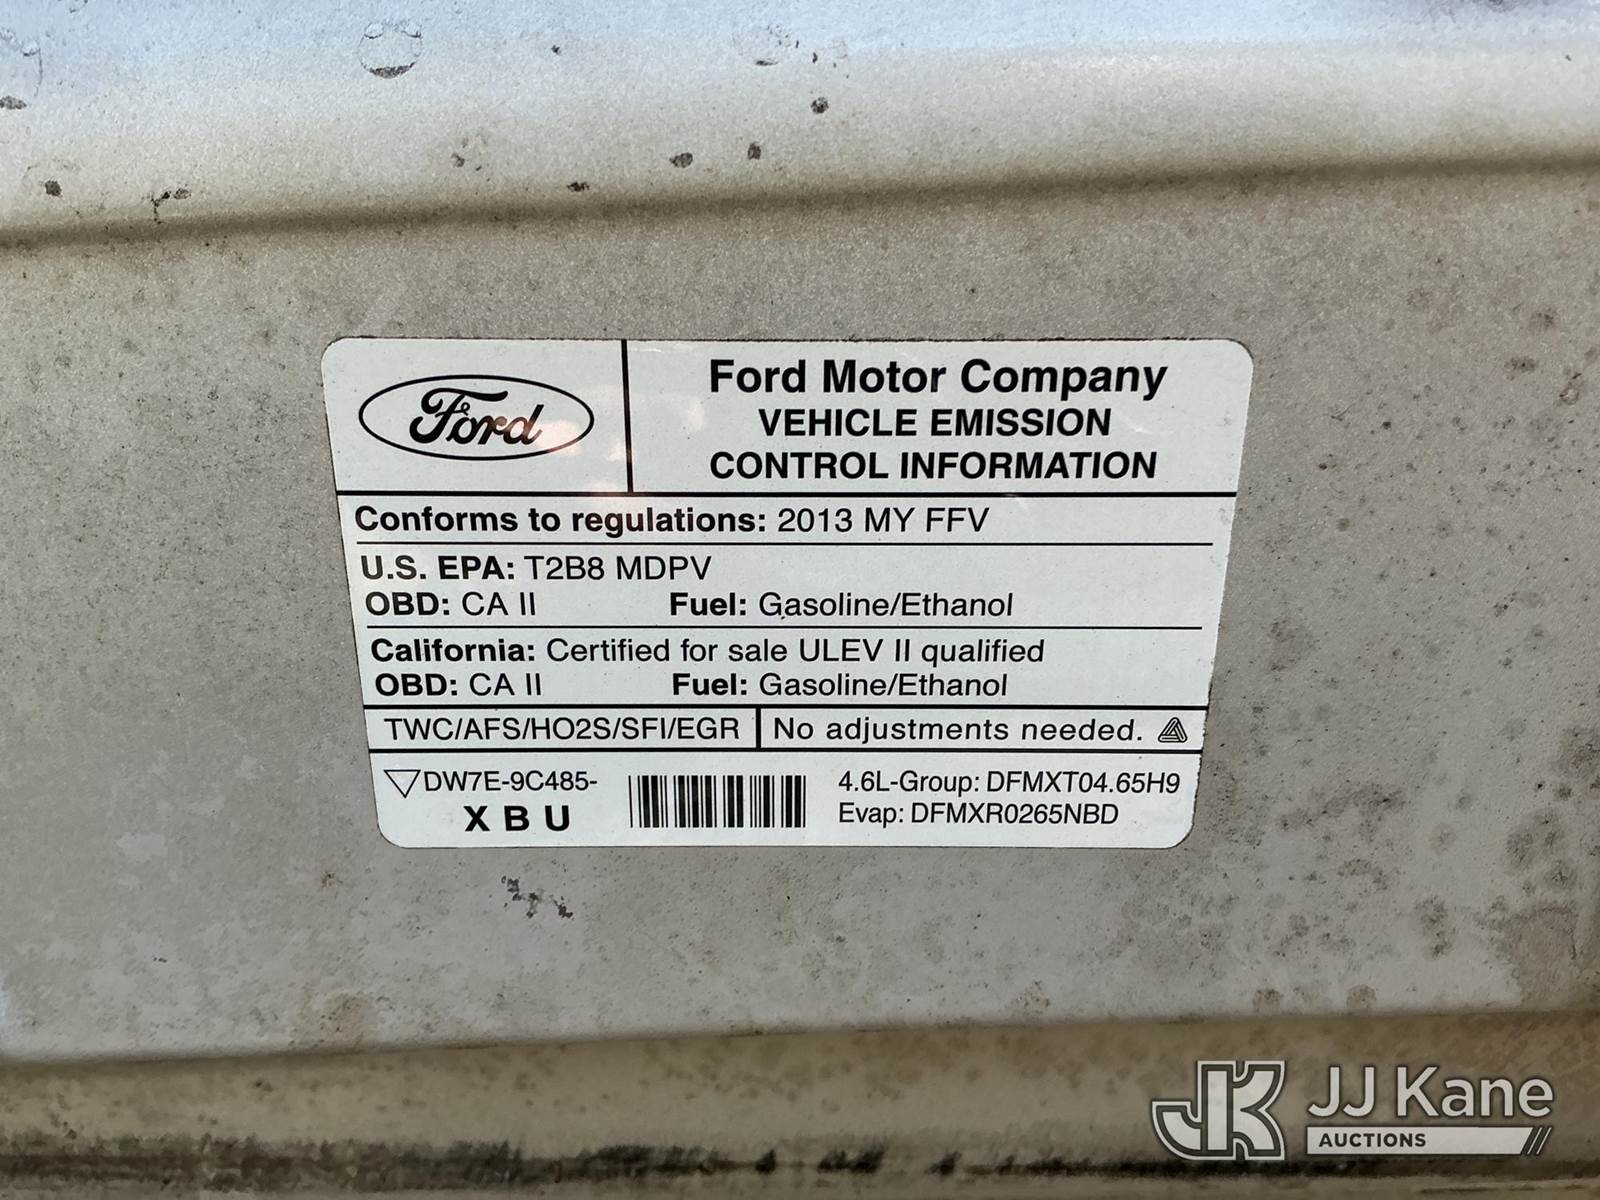 Ford
Ford Motor Company
VEHICLE EMISSION
CONTROL INFORMATION
Conforms to regulations: 2013 MY FFV
U.S. EPA: T2B8 MDPV
OBD: CA II Fuel: Gasoline/Ethanol
California: Certified for sale ULEV II qualified
OBD: CA II Fuel: Gasoline/Ethanol
TWC/AFS/HO2S/SFI/EGR No adjustments needed.
DW7E-9C485-
X B U
4.6L-Group: DFMXT04.65H9
Evap: DFMXR0265NBD
JK JJ Kane
AUCTIONS